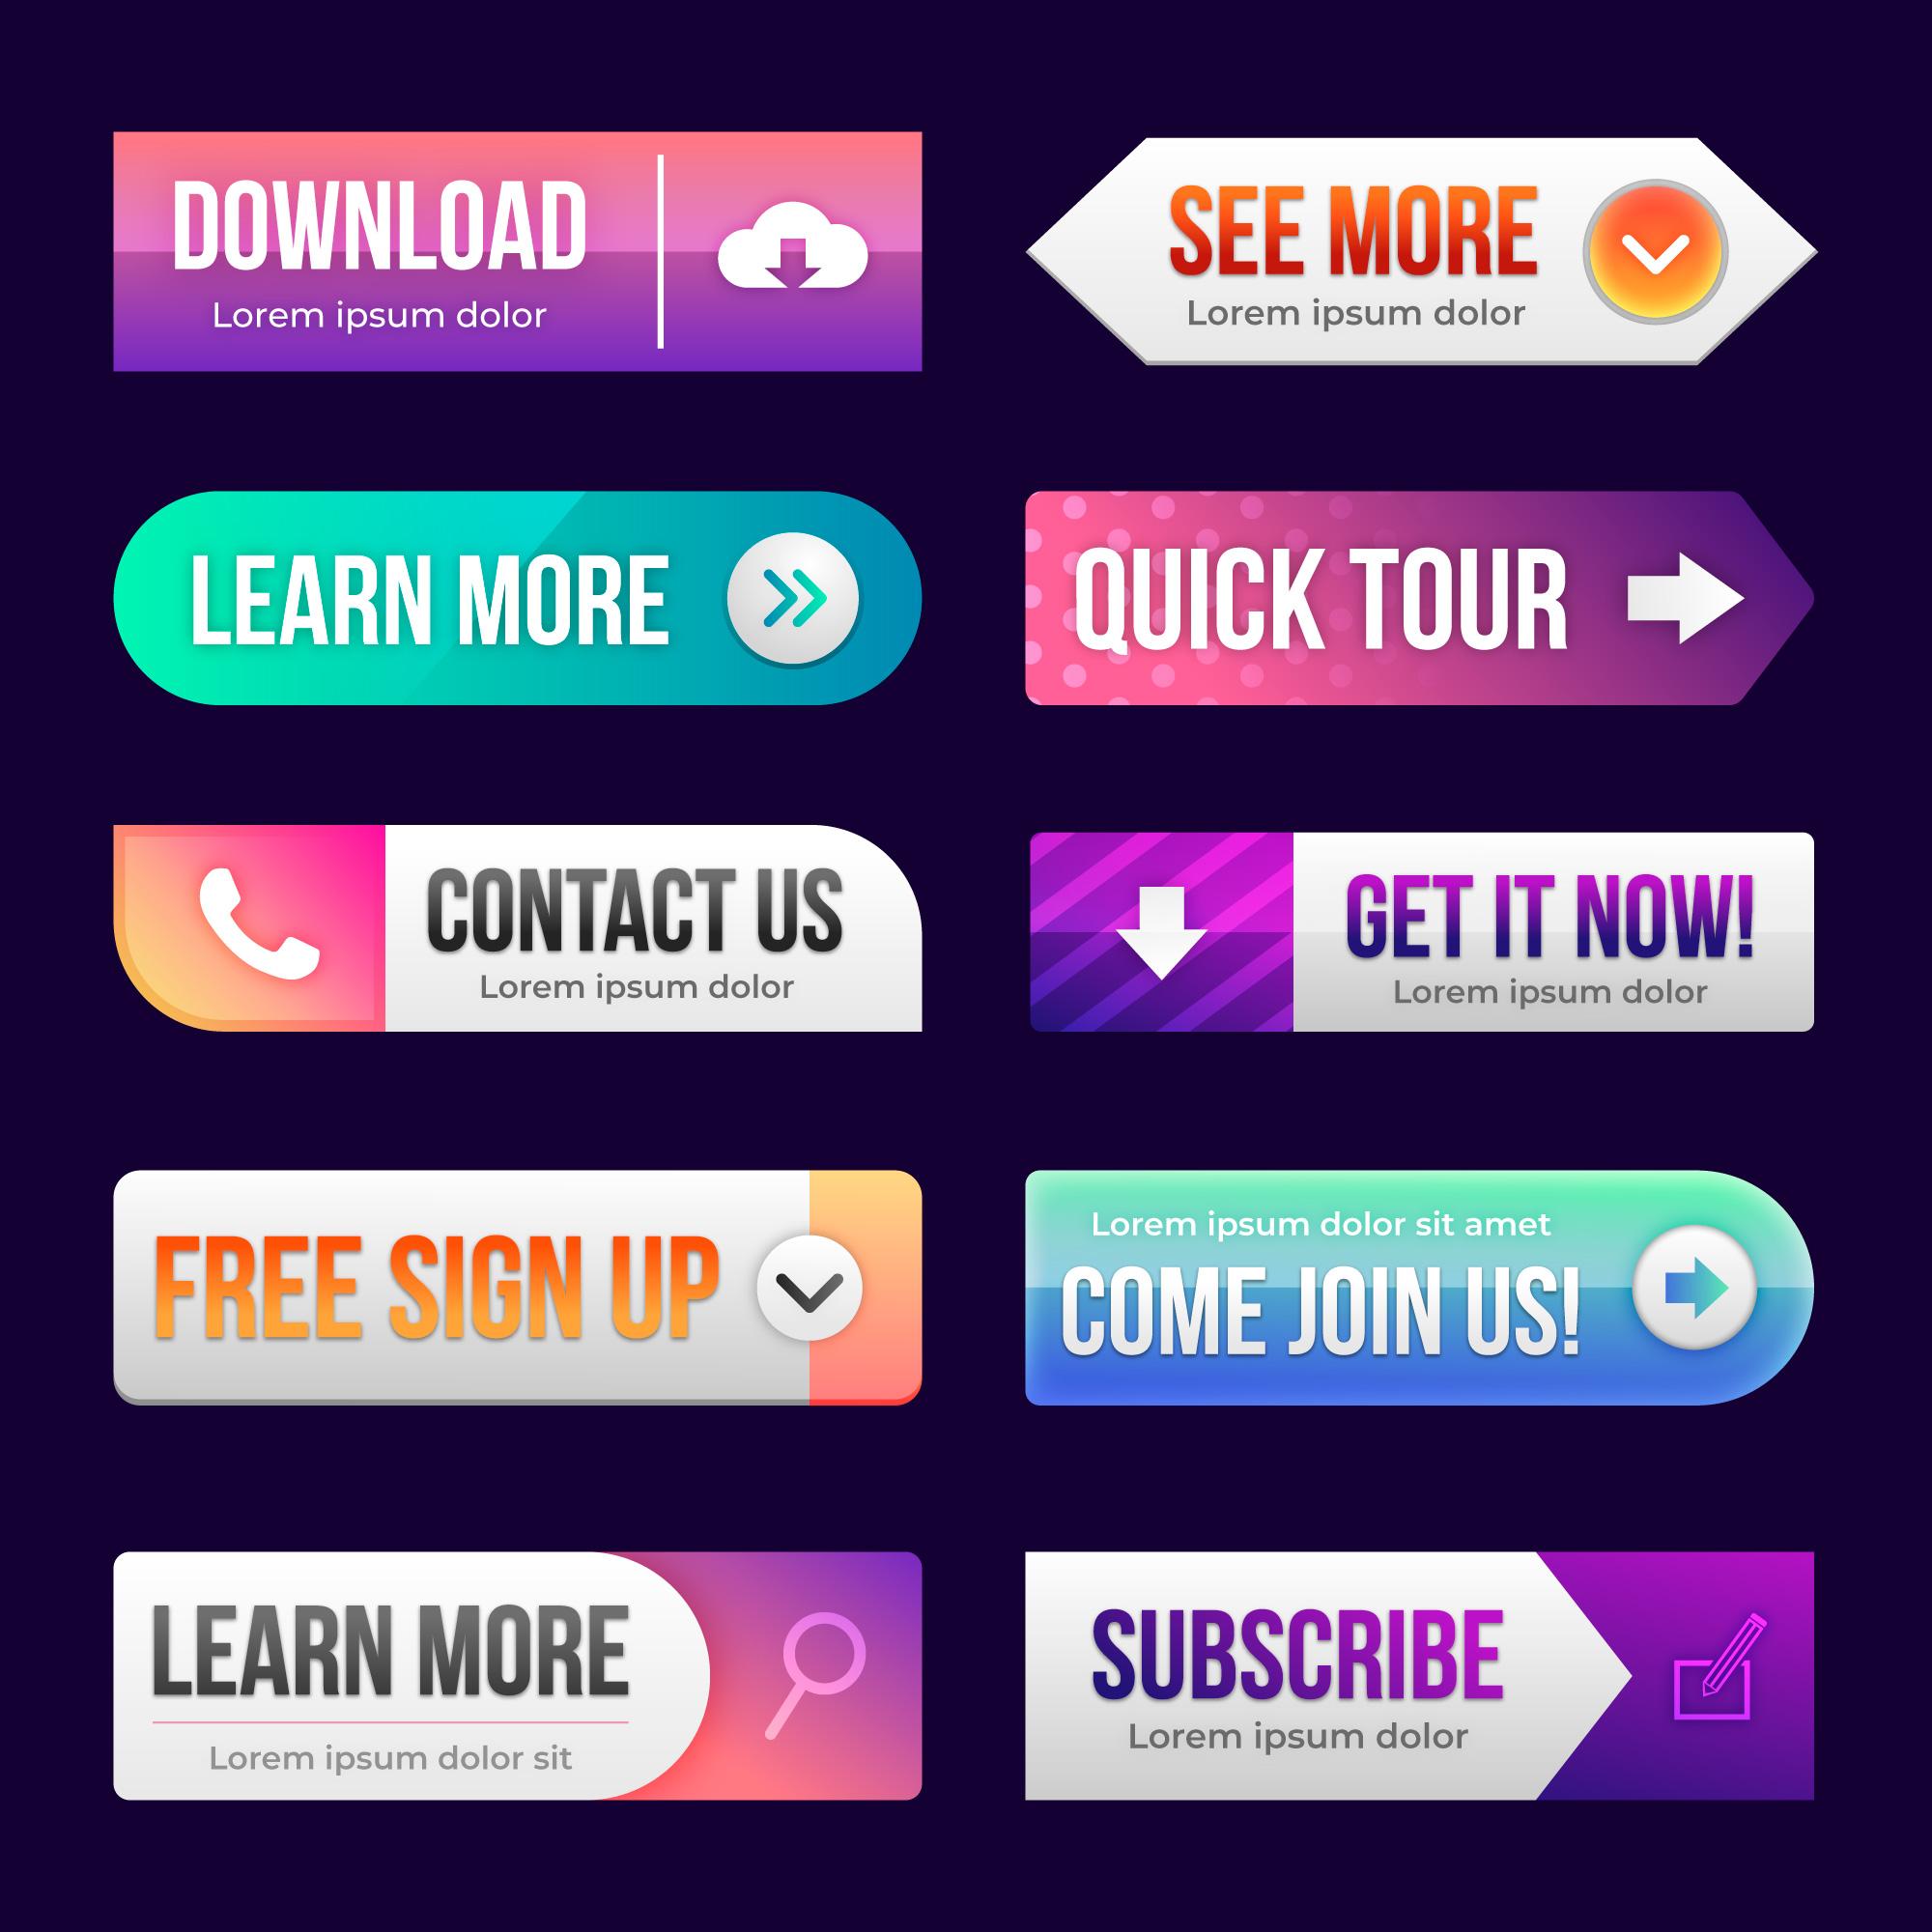 DOWNLOAD
Lorem ipsum dolor
SEE MORE
Lorem ipsum dolor
LEARN MORE
QUICK TOUR
CONTACT US
Lorem ipsum dolor
GET IT NOW!
Lorem ipsum dolor
FREE SIGN UP
Lorem ipsum dolor sit amet
COME JOIN US!
LEARN MORE
Lorem ipsum dolor sit
SUBSCRIBE
Lorem ipsum dolor